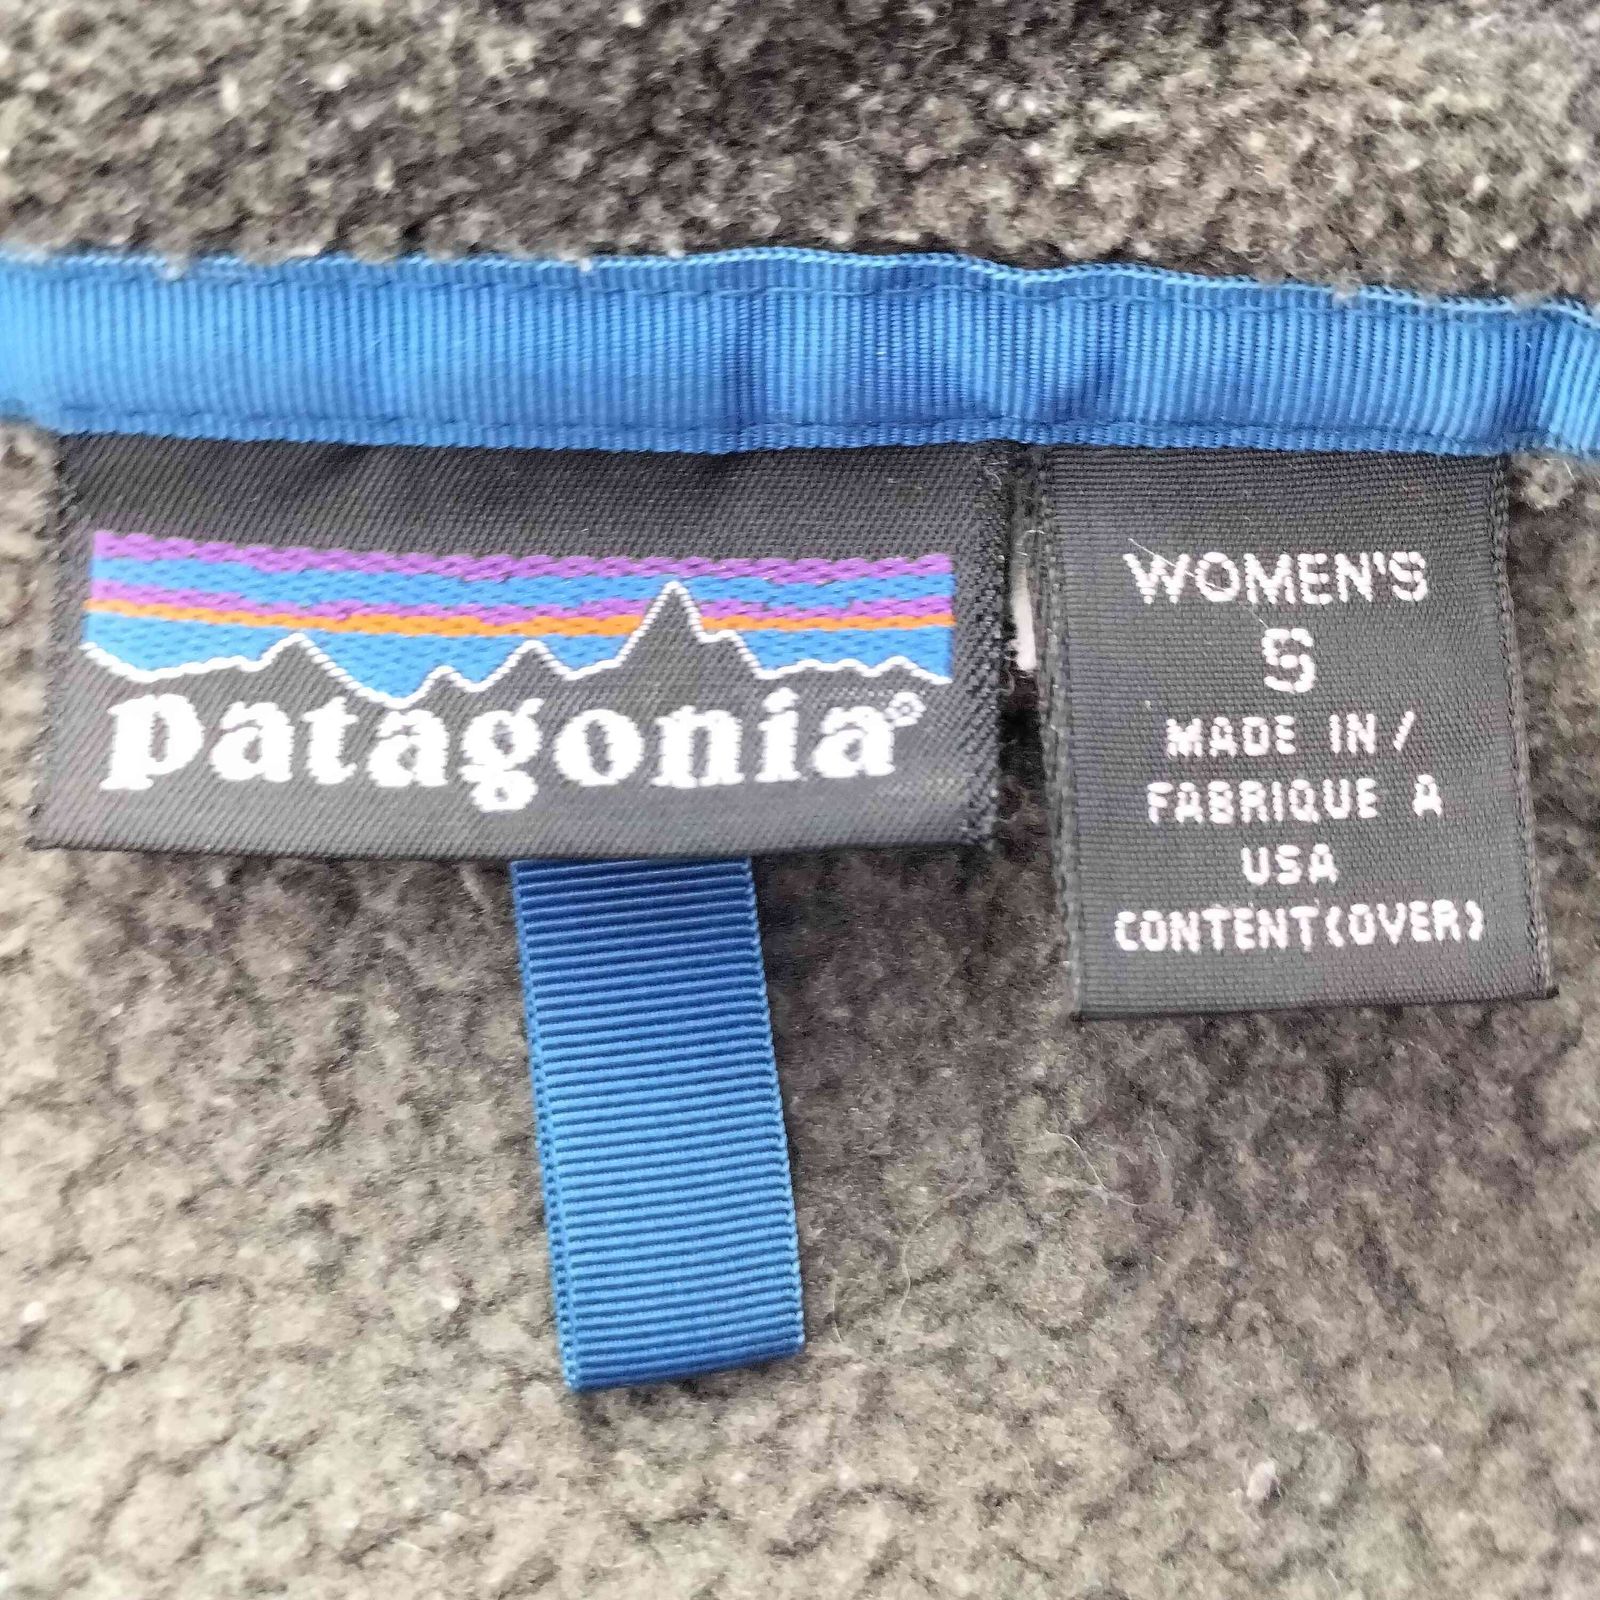 patagonia®
WOMEN'S
S
MADE IN /
FABRIQUE A
USA
CONTENT (OVER)